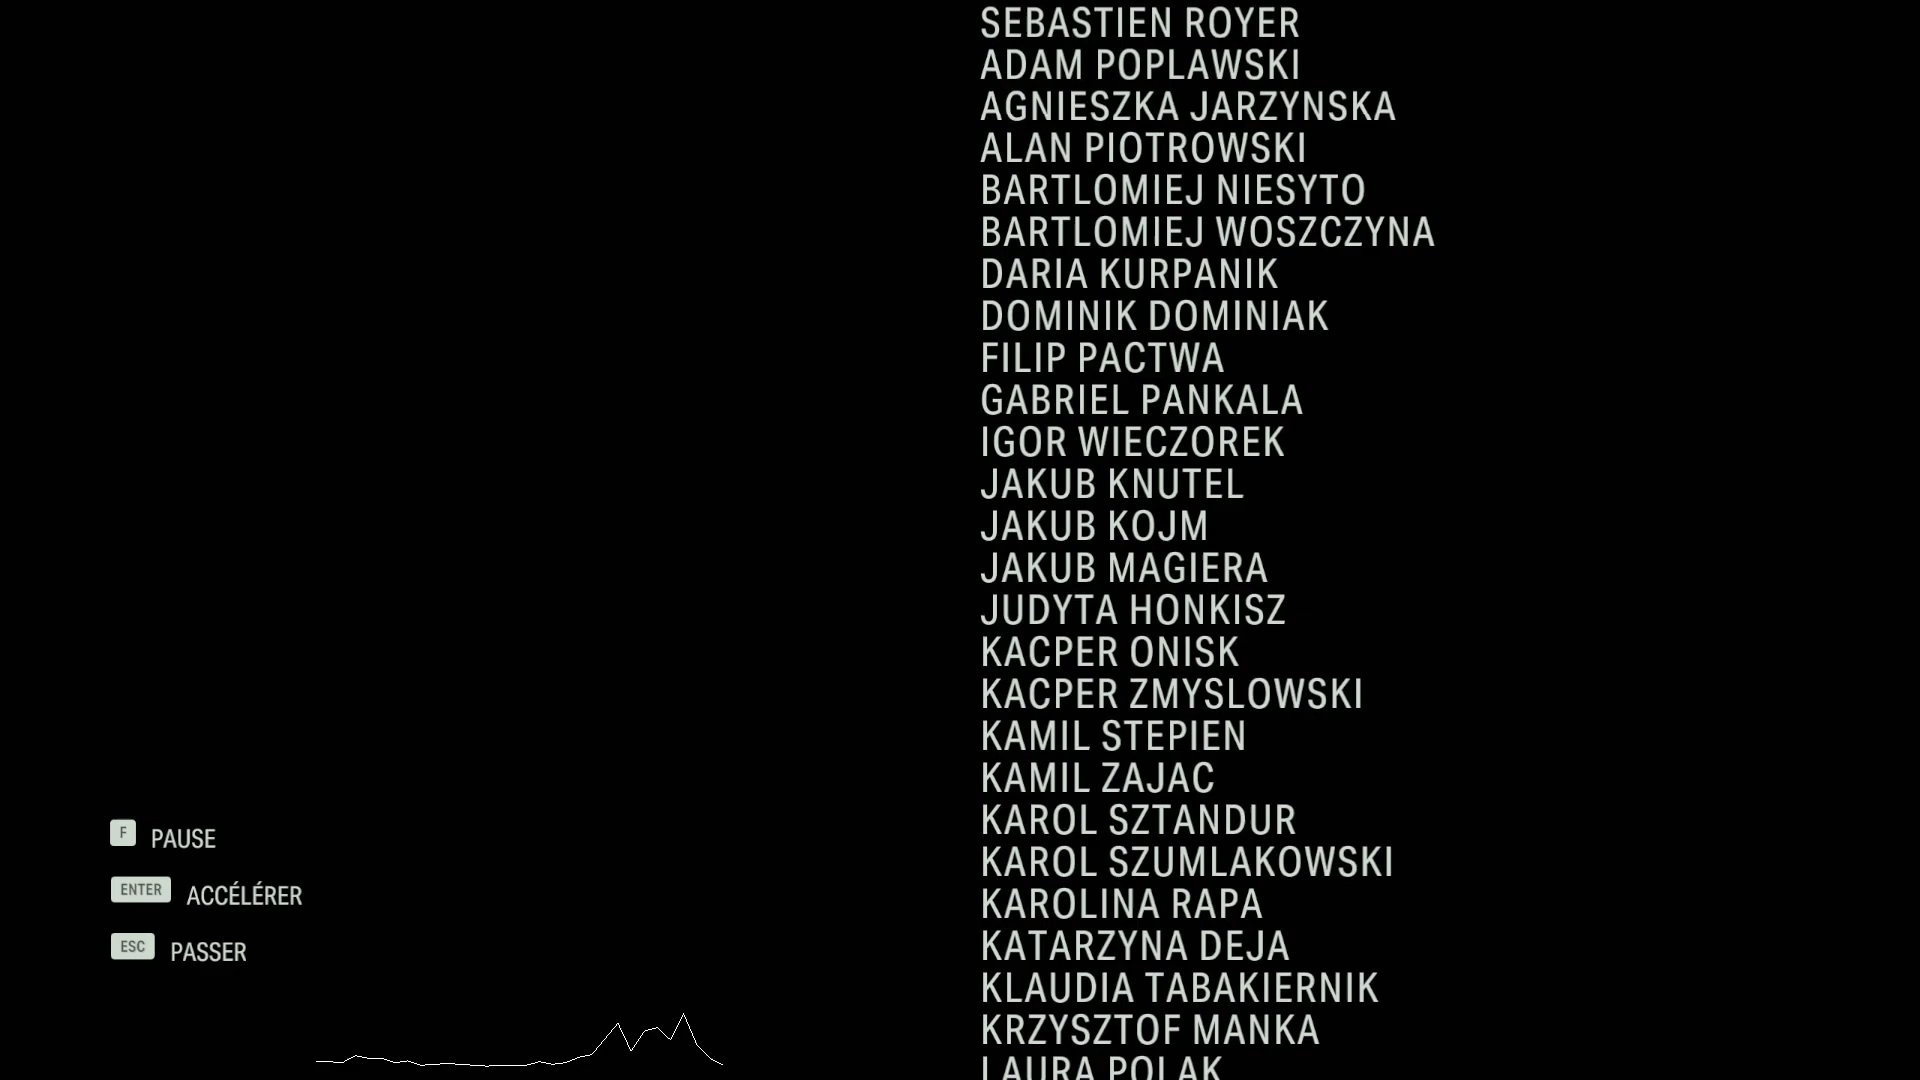 SEBASTIEN ROYER
ADAM POPLAWSKI
AGNIESZKA JARZYNSKA
ALAN PIOTROWSKI
BARTLOMIEJ NIESYTO
BARTLOMIEJ WOSZCZYNA
DARIA KURPANIK
DOMINIK DOMINIAK
FILIP PACTWA
GABRIEL PANKALA
IGOR WIECZOREK
JAKUB KNUTEL
JAKUB KOJM
JAKUB MAGIERA
JUDYTA HONKISZ
KACPER ONISK
KACPER ZMYSLOWSKI
KAMIL STEPIEN
KAMIL ZAJAC
KAROL SZTANDUR
KAROL SZUMLAKOWSKI
KAROLINA RAPA
KATARZYNA DEJA
KLAUDIA TABAKIERNIK
KRZYSZTOF MANKA
LAURA POLAK
F PAUSE
ENTER ACCÉLÉRER
ESC PASSER